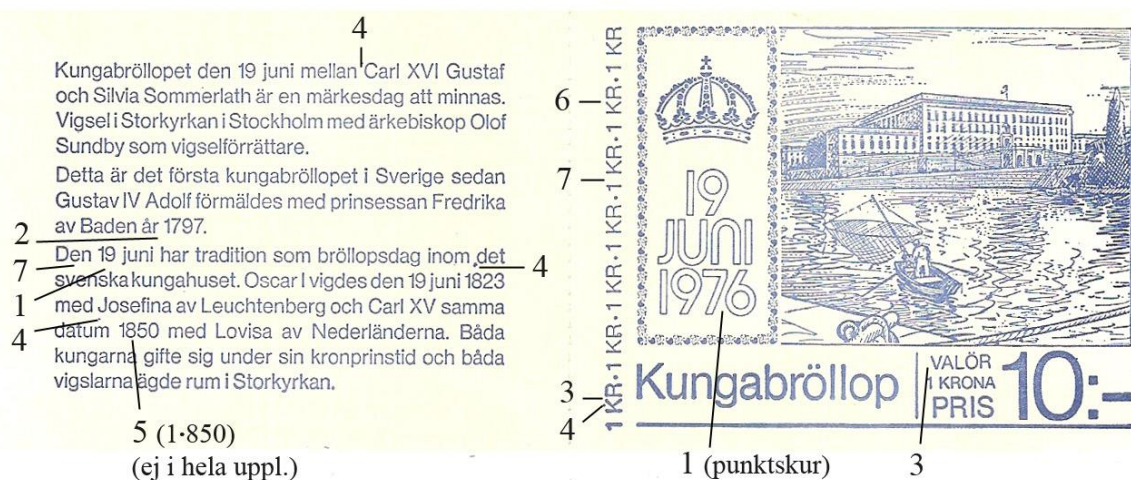 4
Kungabröllopet den 19 juni mellan Carl XVI Gustaf
och Silvia Sommerlath är en märkesdag att minnas.
Vigsel i Storkyrkan i Stockholm med ärkebiskop Olof
Sundby som vigselförrättare.
Detta är det första kungabröllopet i Sverige sedan
Gustav IV Adolf förmäldes med prinsessan Fredrika
av Baden år 1797.
2
Den 19 juni har tradition som bröllopsdag inom det
7
4
svenska kungahuset. Oscar I vigdes den 19 juni 1823
1
med Josefina av Leuchtenberg och Carl XV samma
4
datum 1850 med Lovisa av Nederländerna. Båda
kungarna gifte sig under sin kronprinstid och båda
vigslarna ägde rum i Storkyrkan.
5 (1·850)
(ej i hela uppl.)
6
7
3
4
1 KR·1 KR·1 KR·1 KR·1 KR·1 KR·1 KR
19
JUNI
1976
Kungabröllop
VALÖR
1 KRONA
PRIS
10:-
1 (punktskur)
3